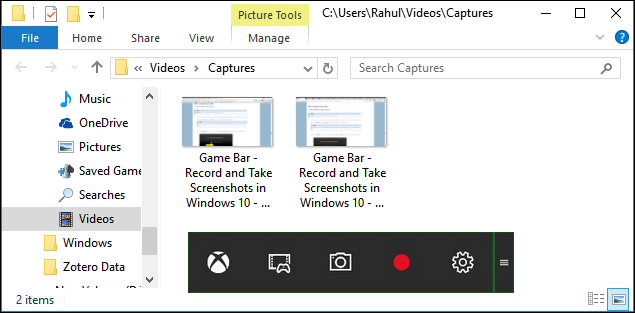 Picture Tools
C:\Users\Rahul\Videos\Captures
File
Home
Share
View
Manage
« Videos > Captures
Search Captures
Music
OneDrive
Pictures
Saved Game
Searches
Videos
Windows
Zotero Data
Game Bar -
Record and Take
Screenshots in
Windows 10 - ...
Game Bar -
Record and Take
Screenshots in
Windows 10 - ...
2 items